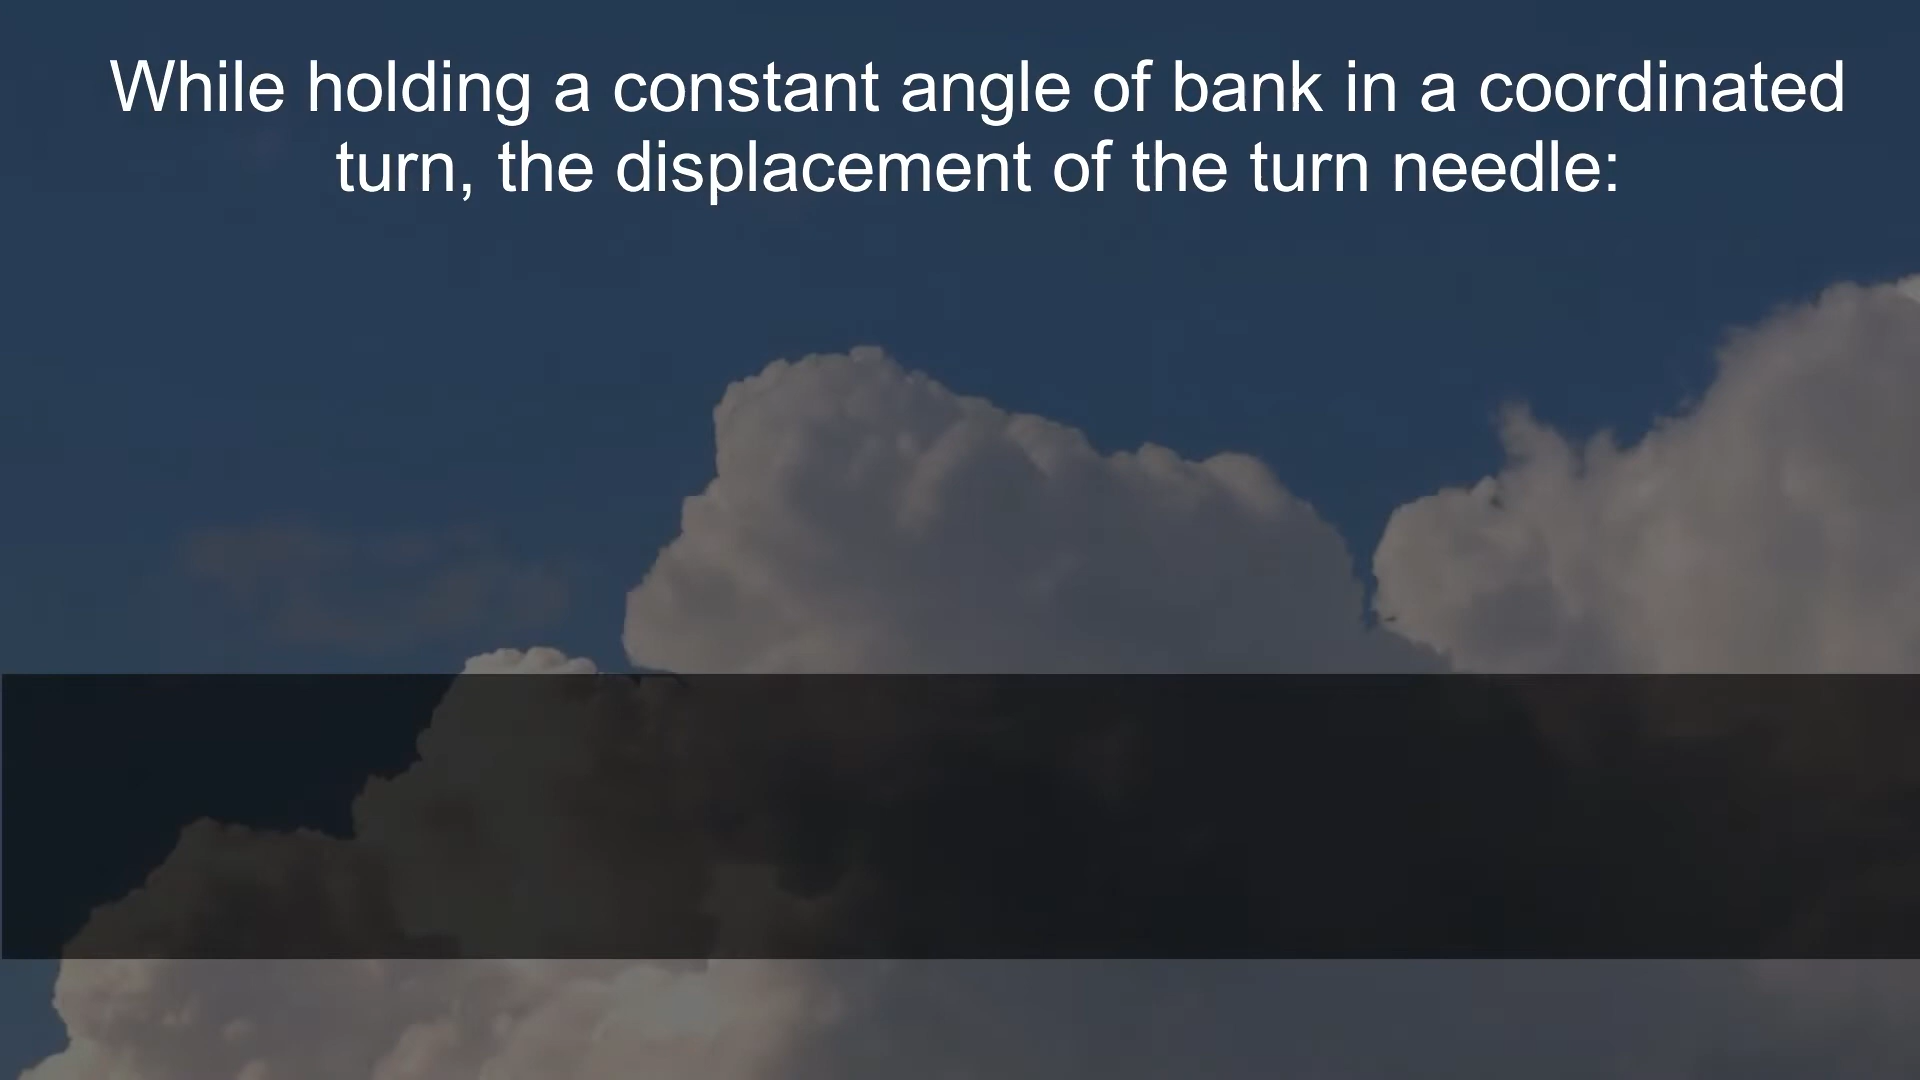 While holding a constant angle of bank in a coordinated
turn, the displacement of the turn needle: